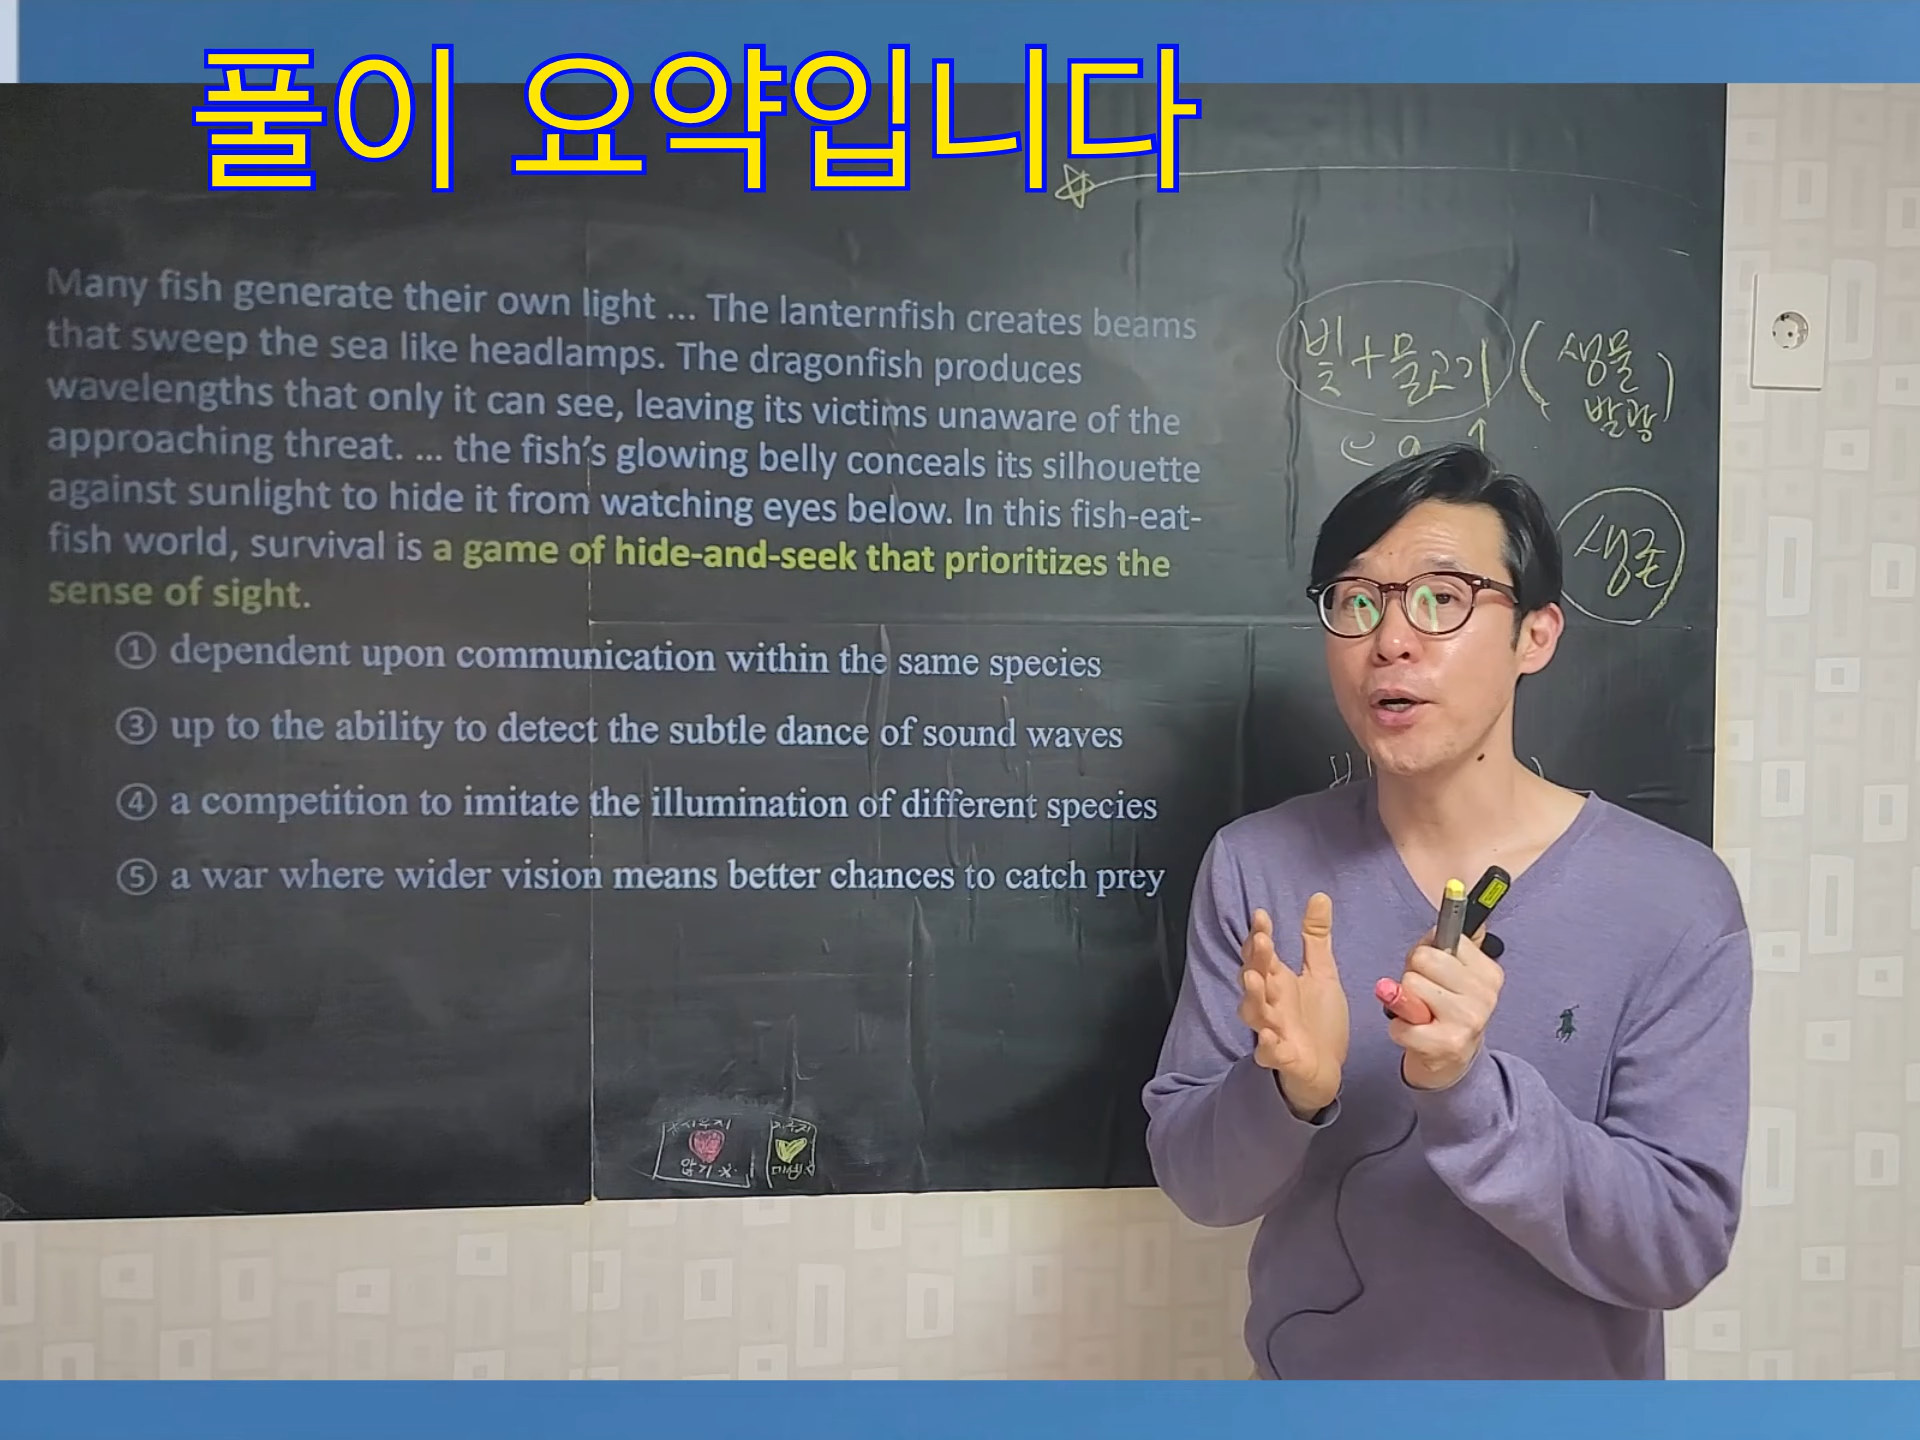 풀이 요약입니다
Many fish generate their own light ... The lanternfish creates beams
that sweep the sea like headlamps. The dragonfish produces
wavelengths that only it can see, leaving its victims unaware of the
approaching threat. ... the fish's glowing belly conceals its silhouette
against sunlight to hide it from watching eyes below. In this fish-eat-
fish world, survival is a game of hide-and-seek that prioritizes the
sense of sight.
① dependent upon communication within the same species
③ up to the ability to detect the subtle dance of sound waves
④ a competition to imitate the illumination of different species
⑤ a war where wider vision means better chances to catch prey
빛+물고기 (생물
발광)
생존
지우지
않기